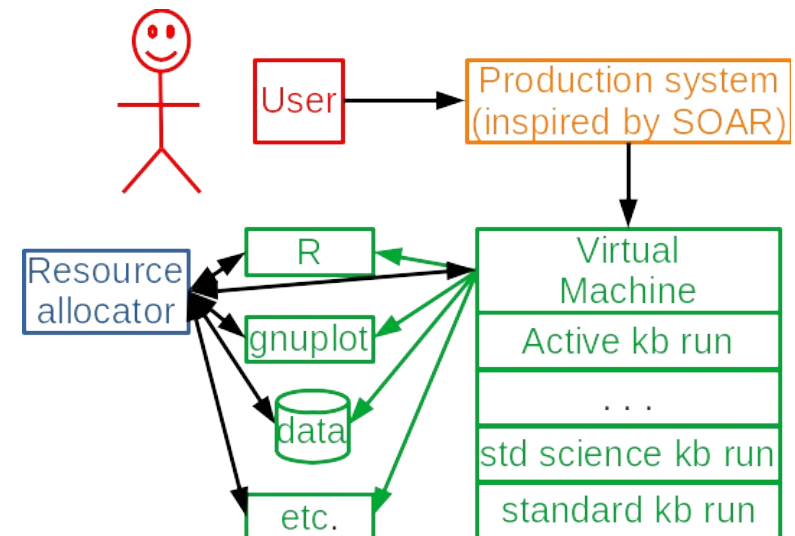 User
Production system
(inspired by SOAR)
R
Virtual
Machine
Resource
allocator
gnuplot
Active kb run
. . .
data
std science kb run
etc.
standard kb run